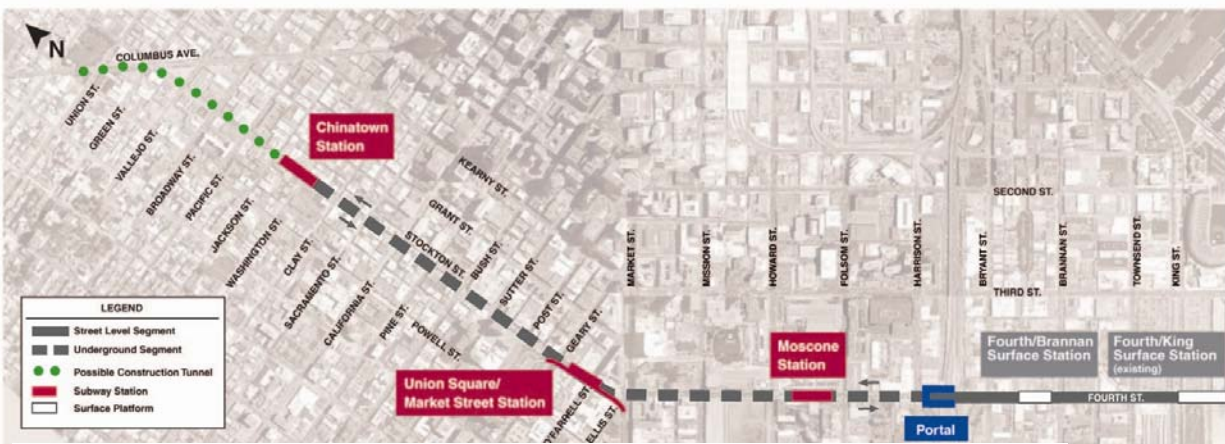 N
COLUMBUS AVE.
UNION ST.
GREEN ST.
VALLEJO ST.
BROADWAY ST.
PACIFIC ST.
JACKSON ST.
WASHINGTON ST.
CLAY ST.
SACRAMENTO ST.
CALIFORNIA ST.
PINE ST.
POWELL ST.
Chinatown
Station
KEARNY ST.
GRANT ST.
STOCKTON ST.
BUSH ST.
SUTTER ST.
POST ST.
GEARY ST.
O'FARRELL ST.
ELLIS ST.
Union Square/
Market Street Station
MARKET ST.
MISSION ST.
HOWARD ST.
FOLSOM ST.
HARRISON ST.
BRYANT ST.
BRANNAN ST.
TOWNSEND ST.
KING ST.
SECOND ST.
THIRD ST.
Moscone
Station
Fourth/Brannan
Surface Station
Fourth/King
Surface Station
(existing)
FOURTH ST.
Portal
LEGEND
Street Level Segment
Underground Segment
Possible Construction Tunnel
Subway Station
Surface Platform